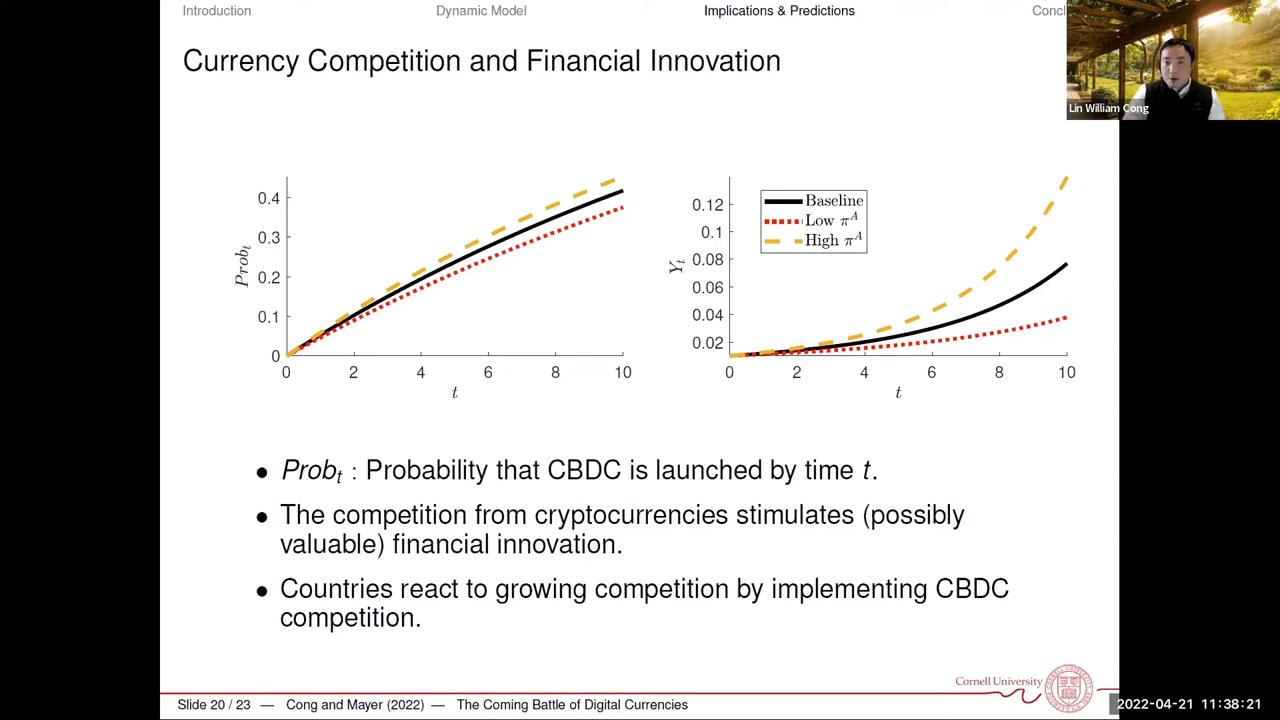 Introduction Dynamic Model Implications & Predictions Concl
Currency Competition and Financial Innovation
Lin William Cong
0.4
0.3
0.2
0.1
0
Prob_t
0 2 4 6 8 10
t
0.12
0.1
0.08
0.06
0.04
0.02
Y_t
Baseline
Low π^A
High π^A
0 2 4 6 8 10
t
• Prob_t : Probability that CBDC is launched by time t.
• The competition from cryptocurrencies stimulates (possibly
valuable) financial innovation.
• Countries react to growing competition by implementing CBDC
competition.
Cornell University
Slide 20 / 23 — Cong and Mayer (2022) — The Coming Battle of Digital Currencies
2022-04-21 11:38:21